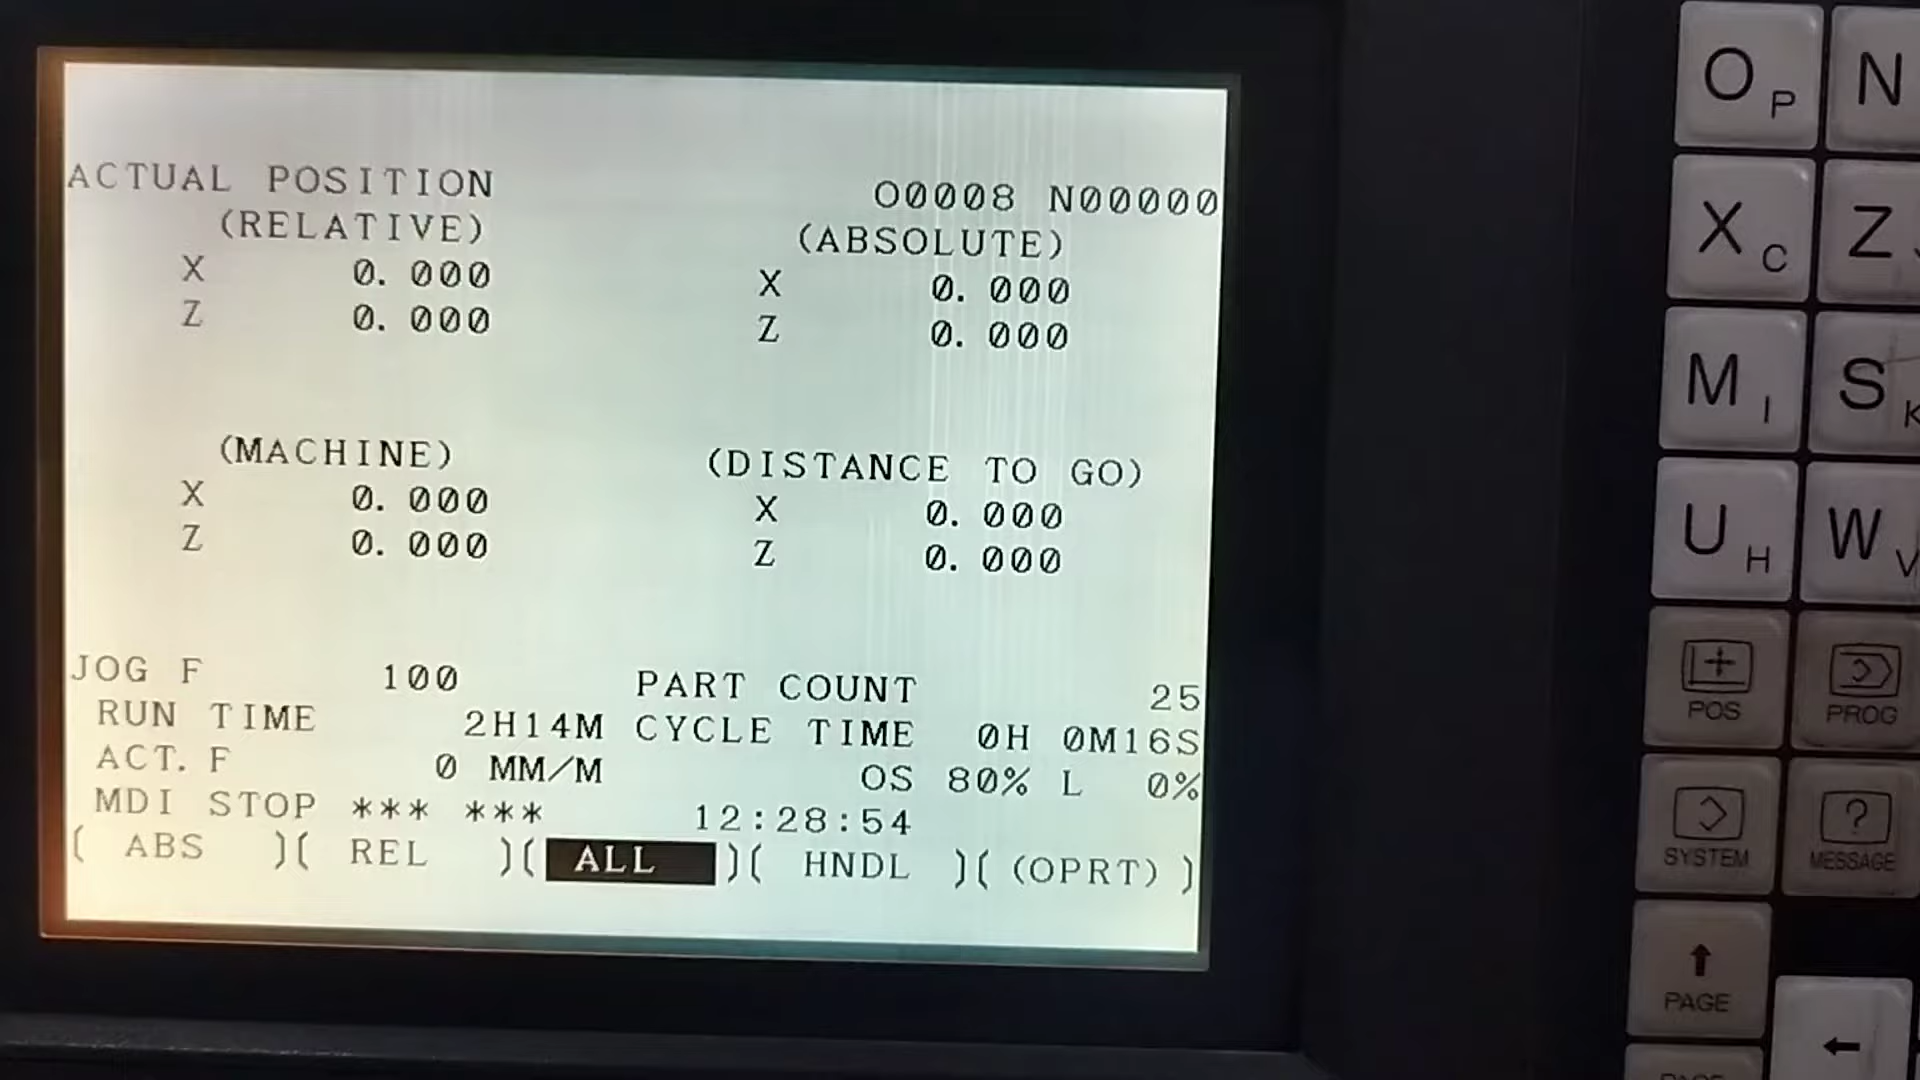 ACTUAL POSITION
O0008 N00000
(RELATIVE)
(ABSOLUTE)
X 0. 000
X 0. 000
Z 0. 000
Z 0. 000
(MACHINE)
(DISTANCE TO GO)
X 0. 000
X 0. 000
Z 0. 000
Z 0. 000
JOG F 100
PART COUNT 25
RUN TIME 2H14M
CYCLE TIME 0H 0M16S
ACT. F 0 MM/M
OS 80% L 0%
MDI STOP *** ***
12:28:54
( ABS )( REL )( ALL )( HNDL )( (OPRT) )
O P
N
X C
Z
M I
S K
U H
W V
POS
PROG
SYSTEM
? MESSAGE
↑
PAGE
←
PAGE